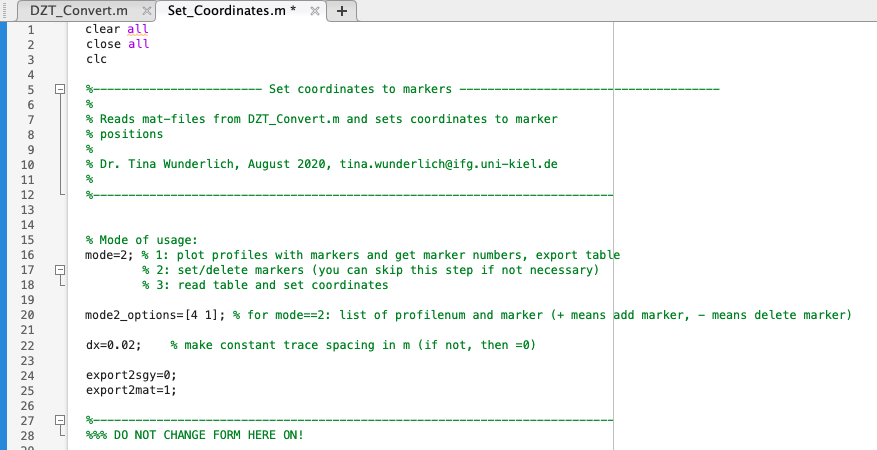 DZT_Convert.m × Set_Coordinates.m * × +
1 clear all
2 close all
3 clc
4
5 %------------------------ Set coordinates to markers -------------------------------------
6 %
7 % Reads mat-files from DZT_Convert.m and sets coordinates to marker
8 % positions
9 %
10 % Dr. Tina Wunderlich, August 2020, tina.wunderlich@ifg.uni-kiel.de
11 %
12 %--------------------------------------------------------------------------
13
14
15 % Mode of usage:
16 mode=2; % 1: plot profiles with markers and get marker numbers, export table
17 % 2: set/delete markers (you can skip this step if not necessary)
18 % 3: read table and set coordinates
19
20 mode2_options=[4 1]; % for mode==2: list of profilenum and marker (+ means add marker, - means delete marker)
21
22 dx=0.02; % make constant trace spacing in m (if not, then =0)
23
24 export2sgy=0;
25 export2mat=1;
26
27 %--------------------------------------------------------------------------
28 %%% DO NOT CHANGE FORM HERE ON!